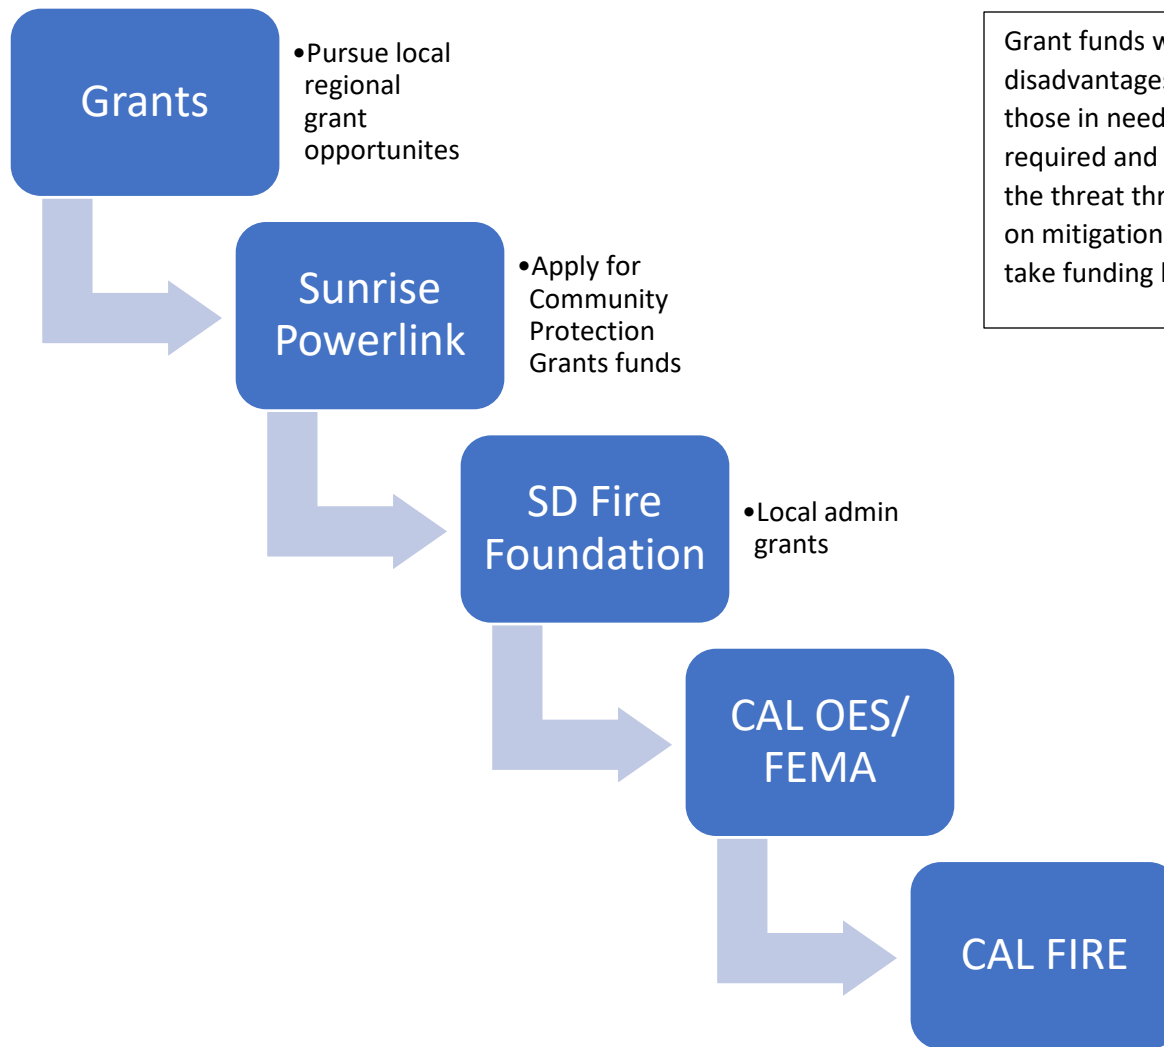 Grants
•Pursue local
regional
grant
opportunites
Grant funds
disadvantages
those in need
required and
the threat
on mitigation
take funding
Sunrise
Powerlink
•Apply for
Community
Protection
Grants funds
SD Fire
Foundation
•Local admin
grants
CAL OES/
FEMA
CAL FIRE